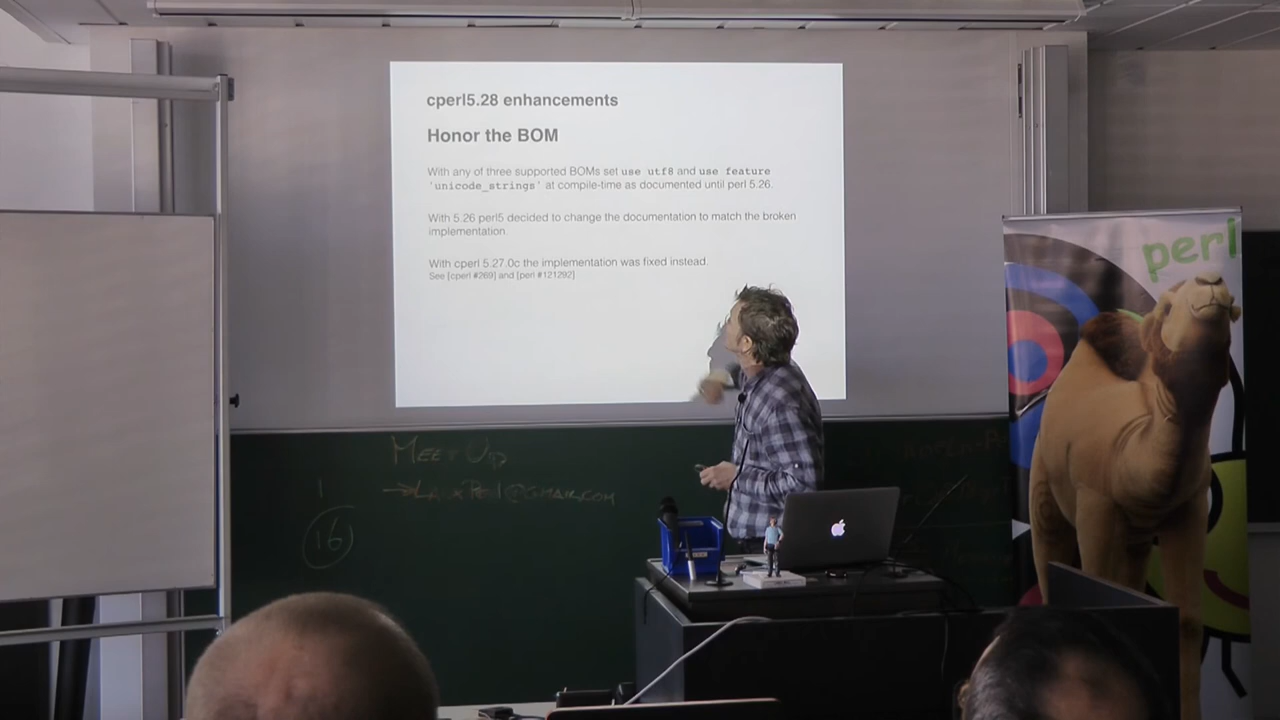 cperl5.28 enhancements
Honor the BOM
With any of three supported BOMs set use utf8 and use feature
'unicode_strings' at compile-time as documented until perl 5.26.
With 5.26 perl5 decided to change the documentation to match the broken
implementation.
With cperl 5.27.0c the implementation was fixed instead.
See [cperl #269] and [perl #121292]
perl
MEET UP
1
16